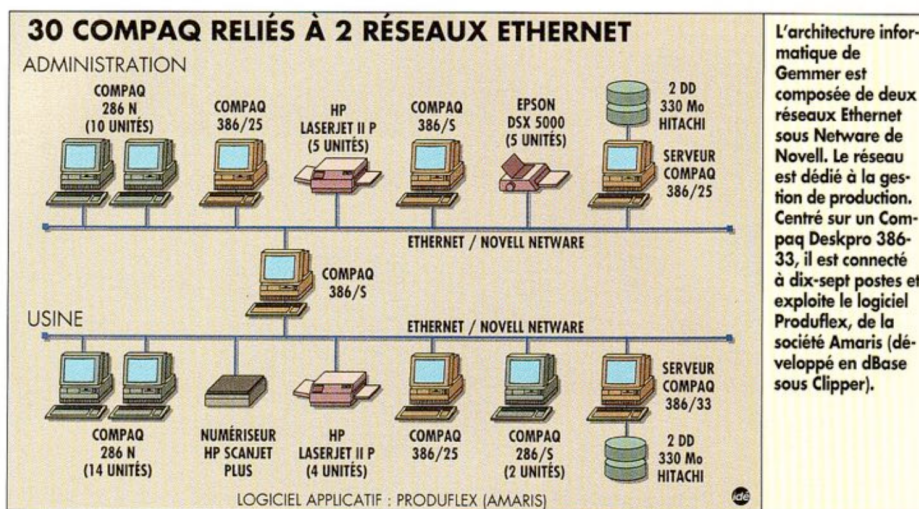 30 COMPAQ RELIÉS À 2 RÉSEAUX ETHERNET
ADMINISTRATION
COMPAQ
286 N
(10 UNITÉS)
COMPAQ
386/25
HP
LASERJET II P
(5 UNITÉS)
COMPAQ
386/S
EPSON
DSX 5000
(5 UNITÉS)
2 DD
330 Mo
HITACHI
SERVEUR
COMPAQ
386/25
ETHERNET / NOVELL NETWARE
COMPAQ
386/S
USINE
ETHERNET / NOVELL NETWARE
COMPAQ
286 N
(14 UNITÉS)
NUMÉRISEUR
HP SCANJET
PLUS
HP
LASERJET II P
(4 UNITÉS)
COMPAQ
386/25
COMPAQ
286/S
(2 UNITÉS)
SERVEUR
COMPAQ
386/33
2 DD
330 Mo
HITACHI
LOGICIEL APPLICATIF : PRODUFLEX (AMARIS)
idé
L'architecture infor-
matique de
Gemmer est
composée de deux
réseaux Ethernet
sous Netware de
Novell. Le réseau
est dédié à la ges-
tion de production.
Centré sur un Com-
paq Deskpro 386-
33, il est connecté
à dix-sept postes et
exploite le logiciel
Produflex, de la
société Amaris (dé-
veloppé en dBase
sous Clipper).